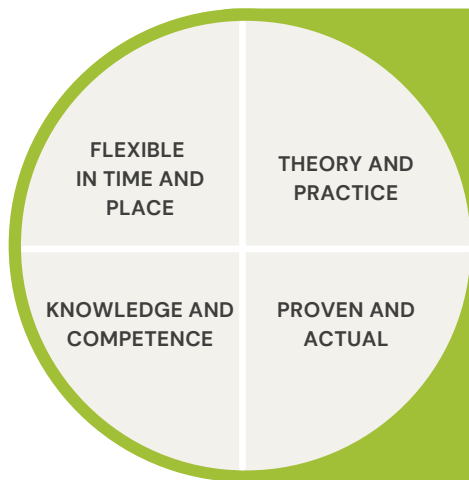 FLEXIBLE
IN TIME AND
PLACE
THEORY AND
PRACTICE
KNOWLEDGE AND
COMPETENCE
PROVEN AND
ACTUAL